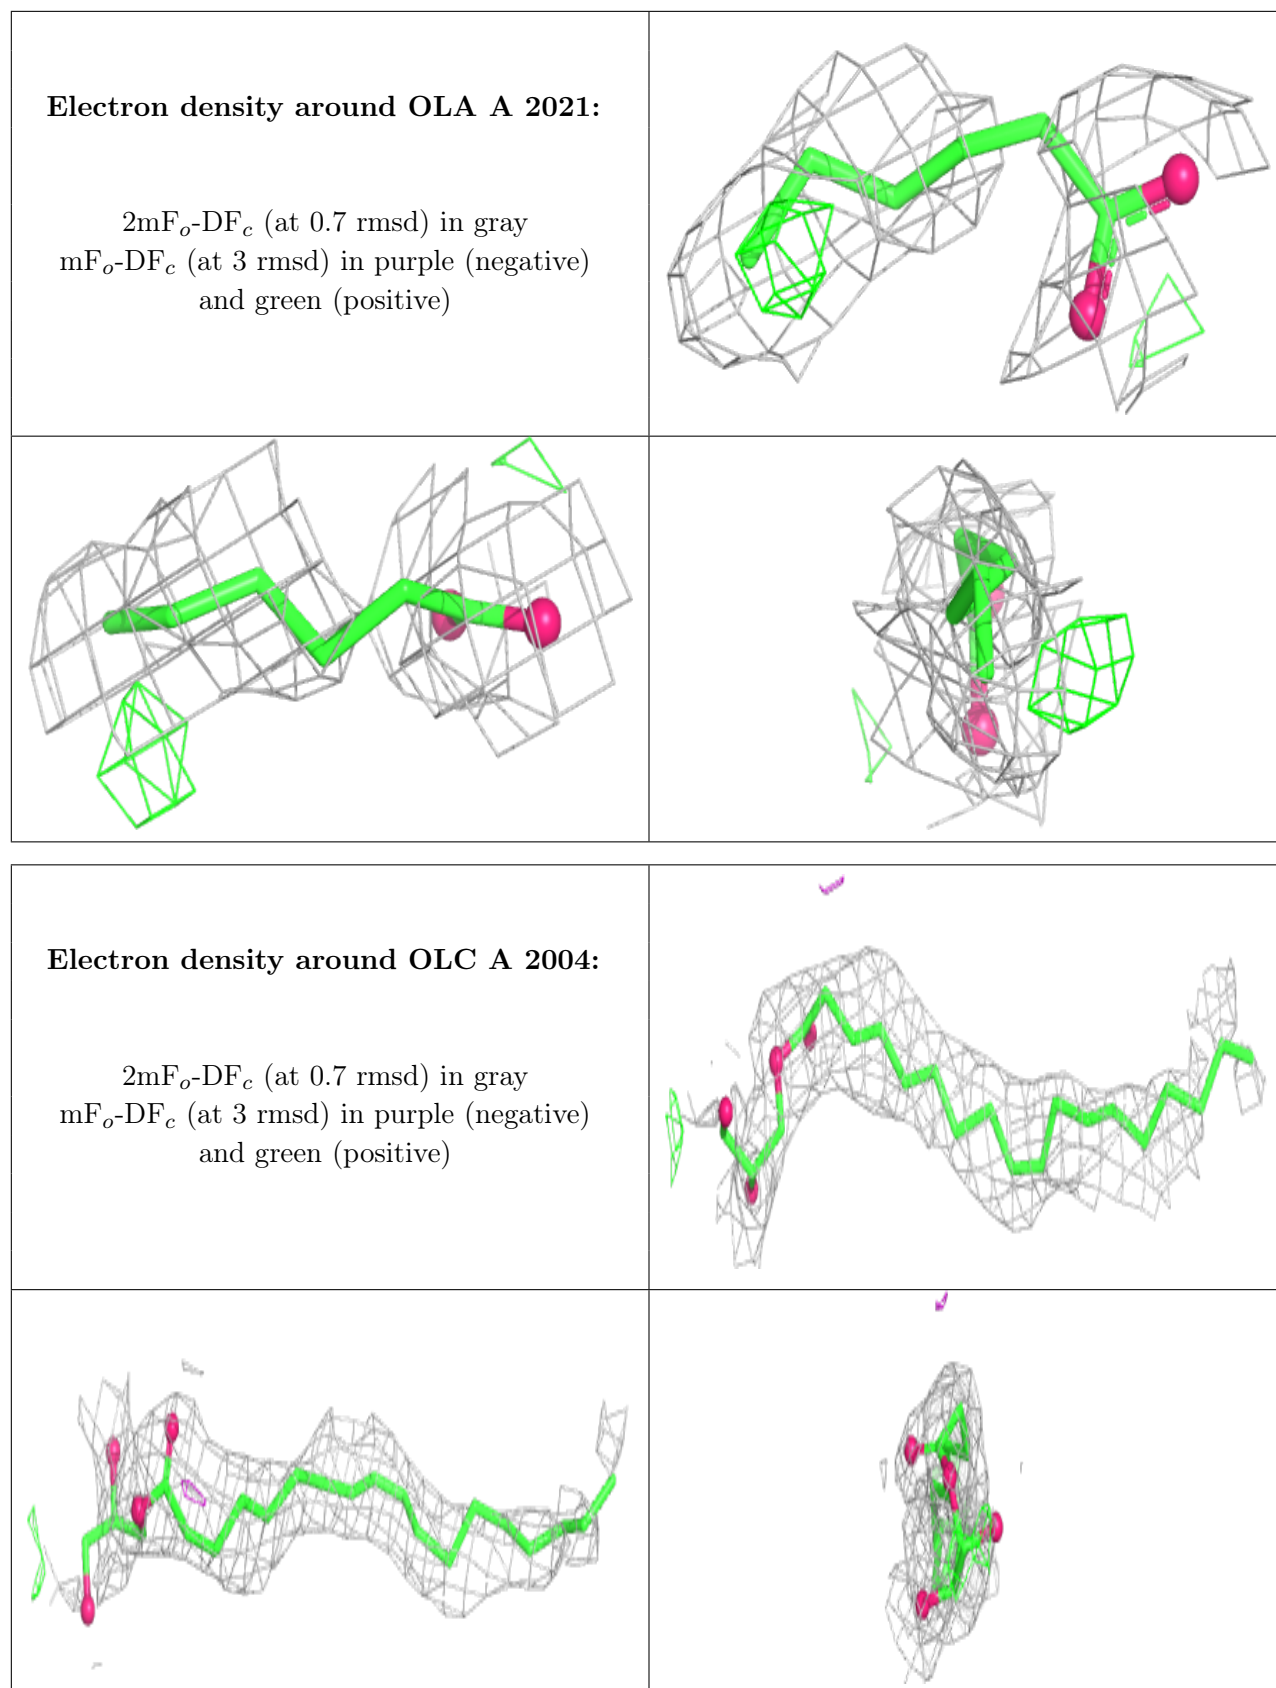 Electron density around OLA A 2021:
2mFo-DFc (at 0.7 rmsd) in gray
mFo-DFc (at 3 rmsd) in purple (negative)
and green (positive)
Electron density around OLC A 2004:
2mFo-DFc (at 0.7 rmsd) in gray
mFo-DFc (at 3 rmsd) in purple (negative)
and green (positive)